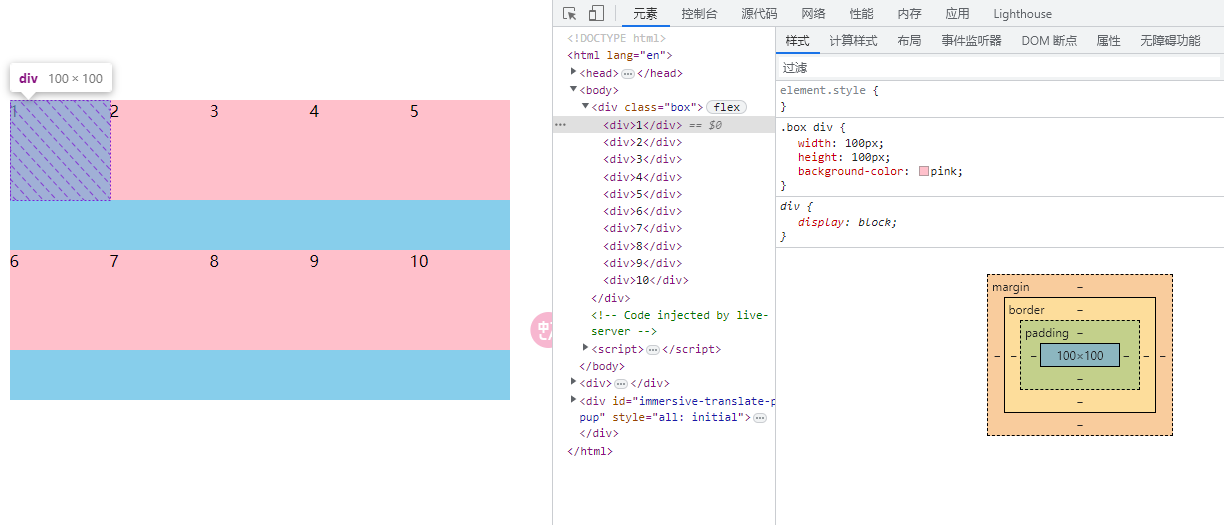 div 100 × 100
1 2 3 4 5
6 7 8 9 10
元素 控制台 源代码 网络 性能 内存 应用 Lighthouse
<!DOCTYPE html>
<html lang="en">
<head>⋯</head>
<body>
<div class="box"> flex
⋯ <div>1</div> == $0
<div>2</div>
<div>3</div>
<div>4</div>
<div>5</div>
<div>6</div>
<div>7</div>
<div>8</div>
<div>9</div>
<div>10</div>
</div>
<!-- Code injected by live-
server -->
<script>⋯</script>
</body>
<div>⋯</div>
<div id="immersive-translate-p
pup" style="all: initial">⋯
</div>
</html>
样式 计算样式 布局 事件监听器 DOM 断点 属性 无障碍功能
过滤
element.style {
}
.box div {
width: 100px;
height: 100px;
background-color: pink;
}
div {
display: block;
}
margin –
border –
padding –
– – – 100×100 – – –
–
–
–